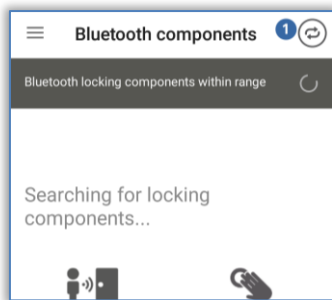 Bluetooth components 1
Bluetooth locking components within range
Searching for locking
components...